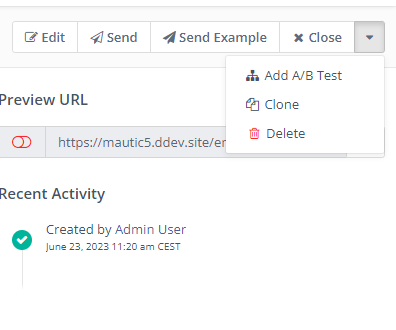 Edit Send Send Example Close
Add A/B Test
Clone
Delete
Preview URL
https://mautic5.ddev.site/e
Recent Activity
Created by Admin User
June 23, 2023 11:20 am CEST